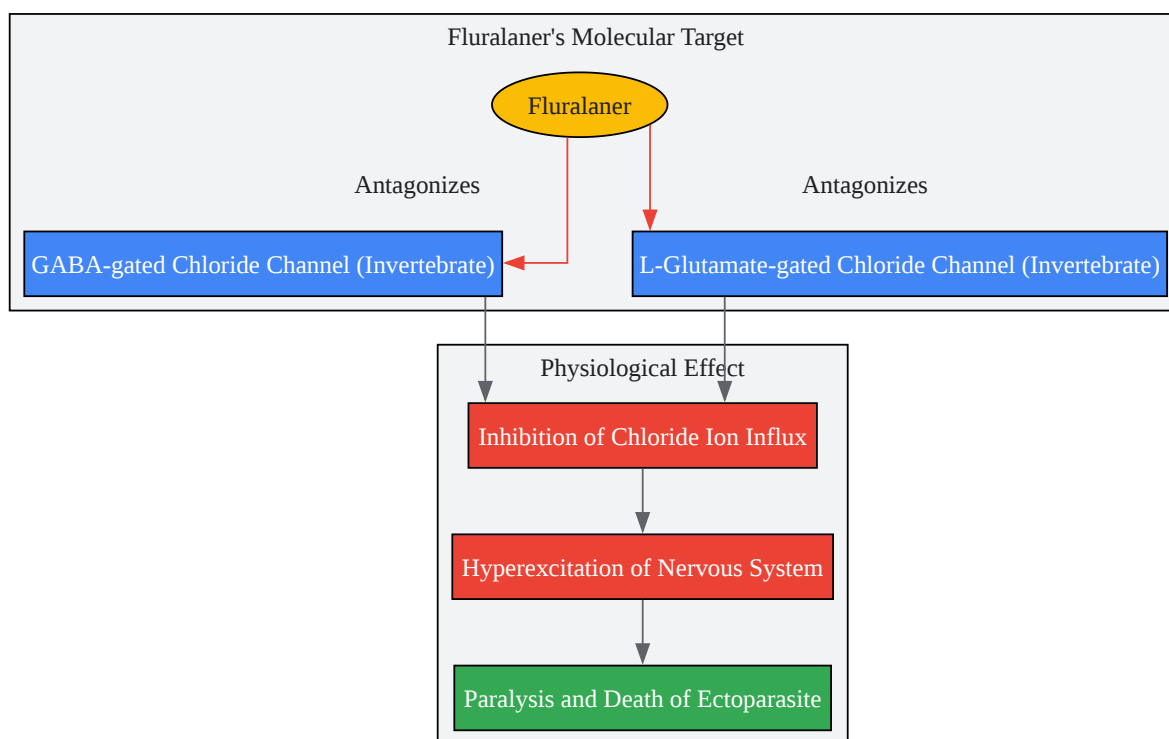 Fluralaner's Molecular Target
Fluralaner
Antagonizes
Antagonizes
GABA-gated Chloride Channel (Invertebrate)
L-Glutamate-gated Chloride Channel (Invertebrate)
Physiological Effect
Inhibition of Chloride Ion Influx
Hyperexcitation of Nervous System
Paralysis and Death of Ectoparasite